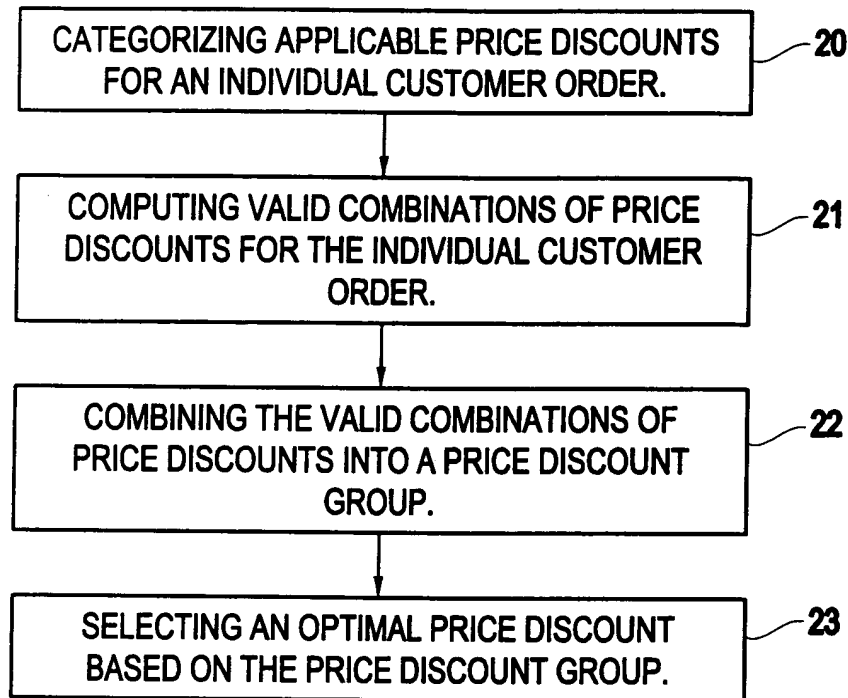 CATEGORIZING APPLICABLE PRICE DISCOUNTS
FOR AN INDIVIDUAL CUSTOMER ORDER.
20
COMPUTING VALID COMBINATIONS OF PRICE
DISCOUNTS FOR THE INDIVIDUAL CUSTOMER
ORDER.
21
COMBINING THE VALID COMBINATIONS OF
PRICE DISCOUNTS INTO A PRICE DISCOUNT
GROUP.
22
SELECTING AN OPTIMAL PRICE DISCOUNT
BASED ON THE PRICE DISCOUNT GROUP.
23